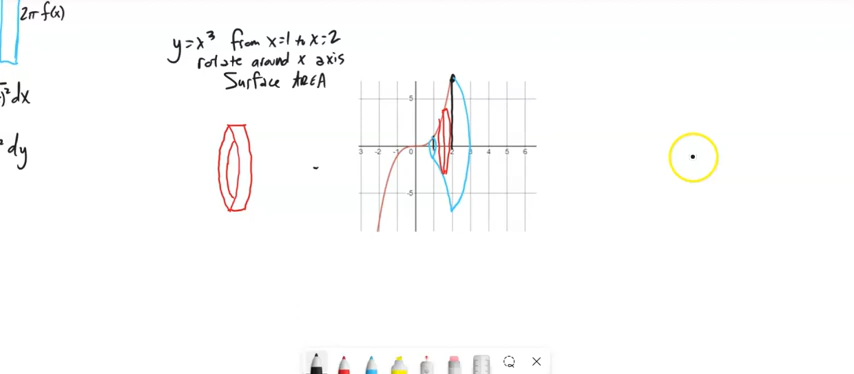 2π f(x)
y=x³ from x=1 to x=2
rotate around x axis
Surface AREA
)² dx
² dy
5
-3 -2 -1 0 1 2 3 4 5 6
-5